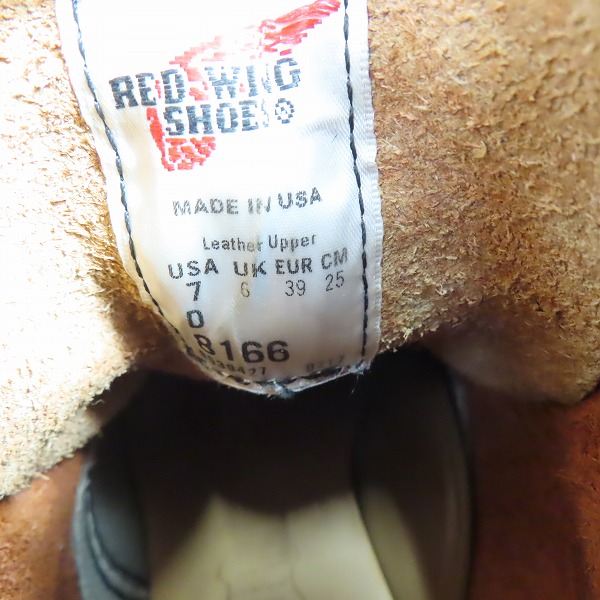 RED WING
SHOES®
MADE IN USA
Leather Upper
USA UK EUR CM
7 6 39 25
D
8166